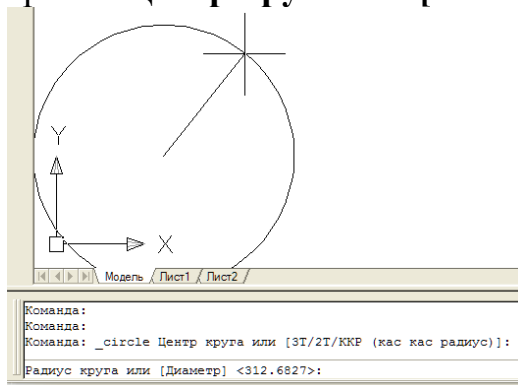 Y
X
Модель Лист1 Лист2
Команда:
Команда:
Команда: _circle Центр круга или [3Т/2Т/ККР (кас кас радиус)]:
Радиус круга или [Диаметр] <312.6827>: